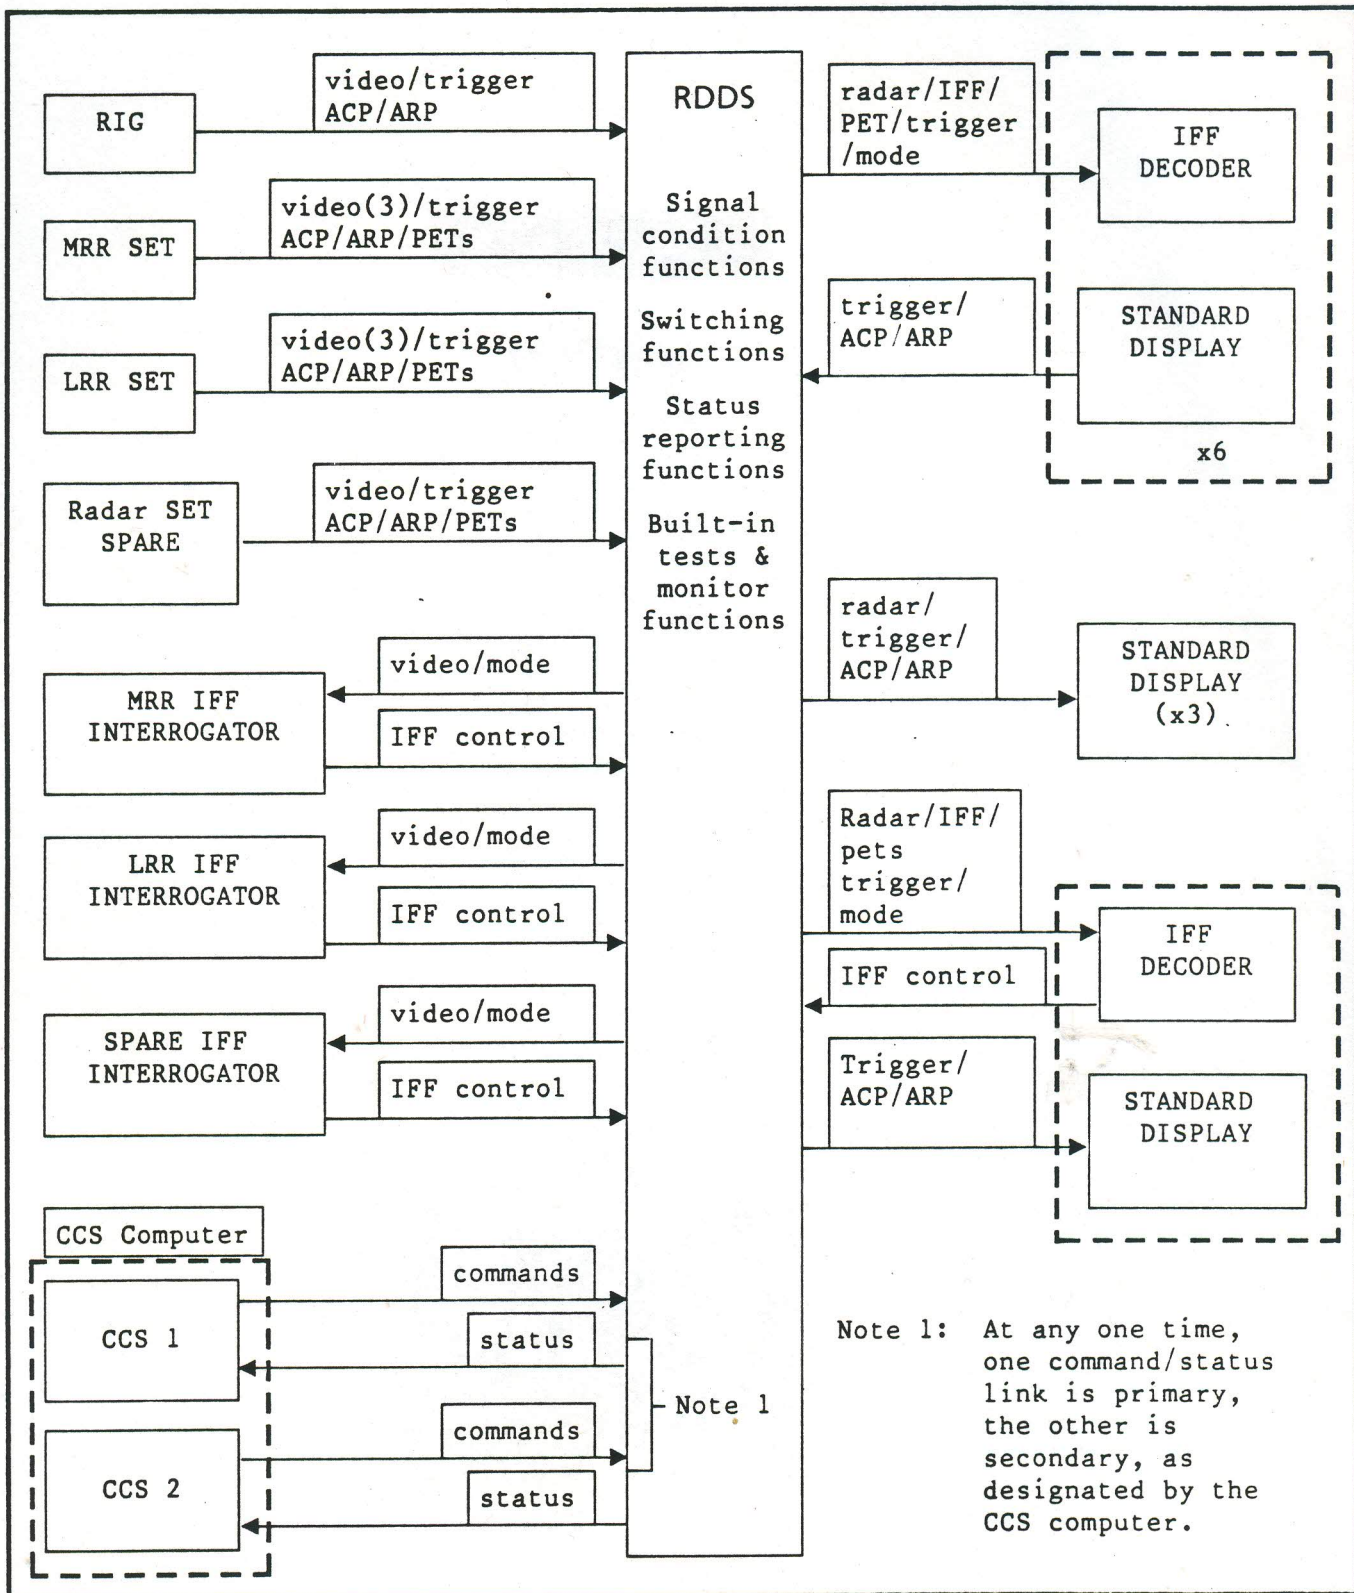 RIG
video/trigger
ACP/ARP
MRR SET
video(3)/trigger
ACP/ARP/PETs
LRR SET
video(3)/trigger
ACP/ARP/PETs
Radar SET
SPARE
video/trigger
ACP/ARP/PETs
MRR IFF
INTERROGATOR
video/mode
IFF control
LRR IFF
INTERROGATOR
video/mode
IFF control
SPARE IFF
INTERROGATOR
video/mode
IFF control
CCS Computer
CCS 1
commands
status
CCS 2
commands
status
RDDS
Signal
condition
functions
Switching
functions
Status
reporting
functions
Built-in
tests &
monitor
functions
Note 1
radar/IFF/
PET/trigger
/mode
IFF
DECODER
trigger/
ACP/ARP
STANDARD
DISPLAY
x6
radar/
trigger/
ACP/ARP
STANDARD
DISPLAY
(x3)
Radar/IFF/
pets
trigger/
mode
IFF
DECODER
IFF control
Trigger/
ACP/ARP
STANDARD
DISPLAY
Note 1: At any one time,
one command/status
link is primary,
the other is
secondary, as
designated by the
CCS computer.